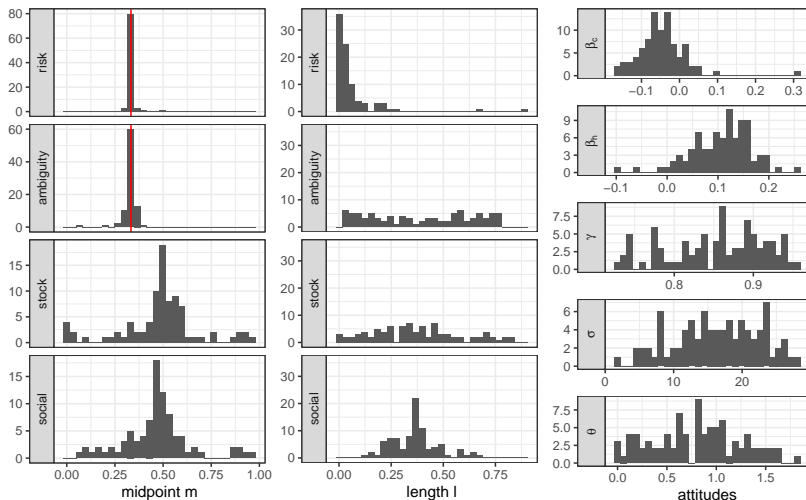 risk
80
60
40
20
0
ambiguity
60
40
20
0
stock
15
10
5
0
social
15
10
5
0
0.00 0.25 0.50 0.75 1.00
midpoint m
risk
30
20
10
0
ambiguity
30
20
10
0
stock
30
20
10
0
social
30
20
10
0
0.00 0.25 0.50 0.75
length l
βc
10
5
0
−0.1 0.0 0.1 0.2 0.3
βh
9
6
3
0
−0.1 0.0 0.1 0.2
γ
7.5
5.0
2.5
0.0
0.8 0.9
σ
6
4
2
0
0 10 20
θ
7.5
5.0
2.5
0.0
0.0 0.5 1.0 1.5
attitudes